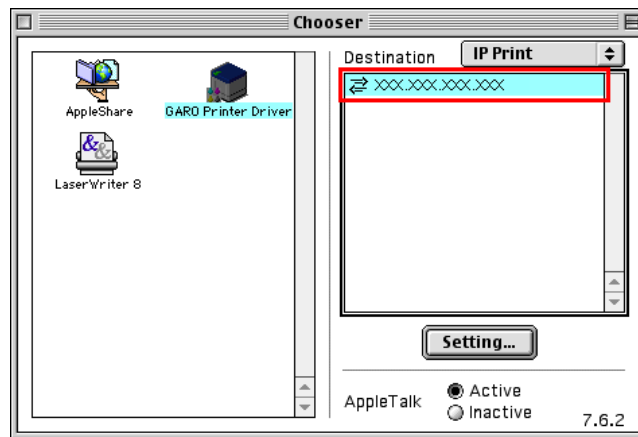 Chooser
AppleShare
GARO Printer Driver
LaserWriter 8
Destination IP Print
XXX.XXX.XXX.XXX
Setting...
AppleTalk
Active
Inactive
7.6.2